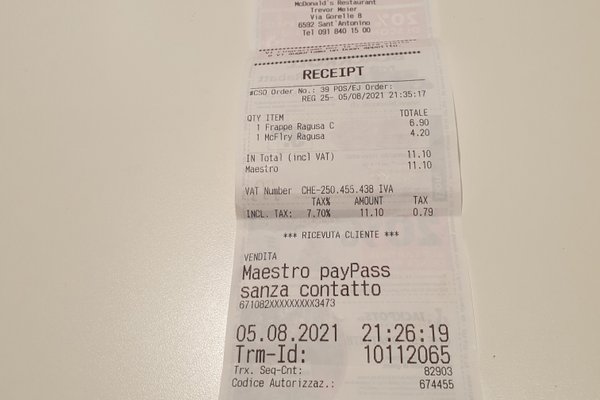 McDonald's Restaurant
Trevor Meier
Via Gorelle 8
6592 Sant'Antonino
Tel 091 840 15 00
RECEIPT
#CSO Order No.: 39 POS/EJ Order:
REG 25- 05/08/2021 21:35:17
QTY ITEM TOTALE
1 Frappe Ragusa C 6.90
1 McFlry Ragusa 4.20
IN Total (incl VAT) 11.10
Maestro 11.10
VAT Number CHE-250.455.438 IVA
TAX% AMOUNT TAX
INCL. TAX: 7.70% 11.10 0.79
*** RICEVUTA CLIENTE ***
VENDITA
Maestro payPass
sanza contatto
671082XXXXXXXXX3473
05.08.2021 21:26:19
Trm-Id: 10112065
Trx. Seq-Cnt: 82903
Codice Autorizzaz.: 674455